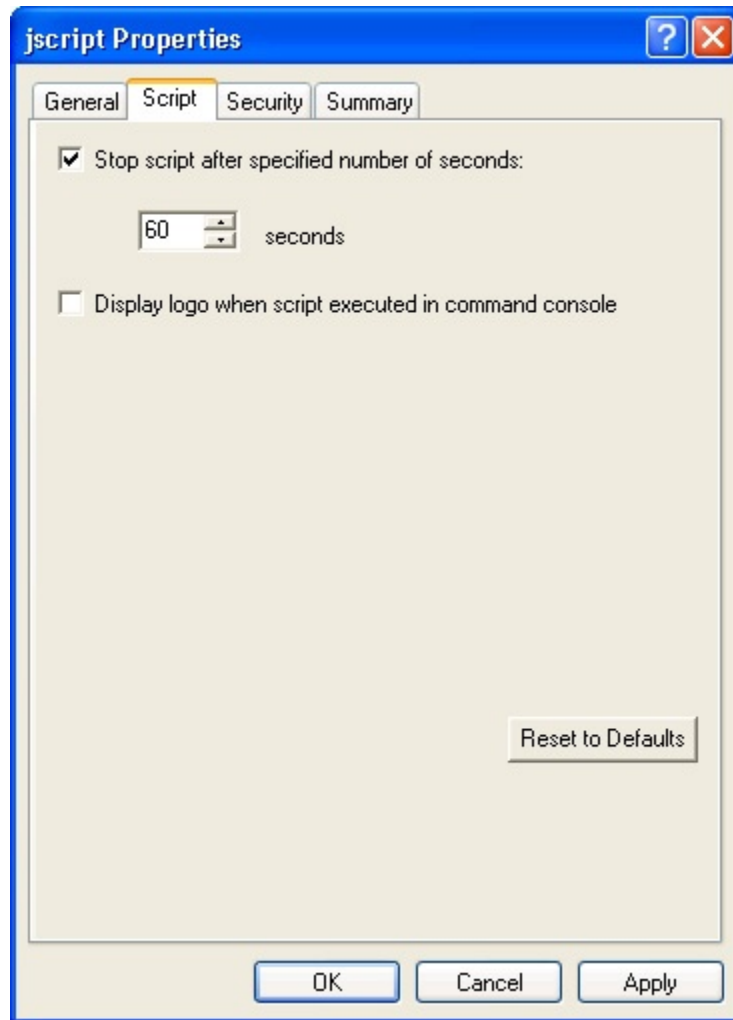 jscript Properties
General Script Security Summary
Stop script after specified number of seconds:
60 seconds
Display logo when script executed in command console
Reset to Defaults
OK Cancel Apply